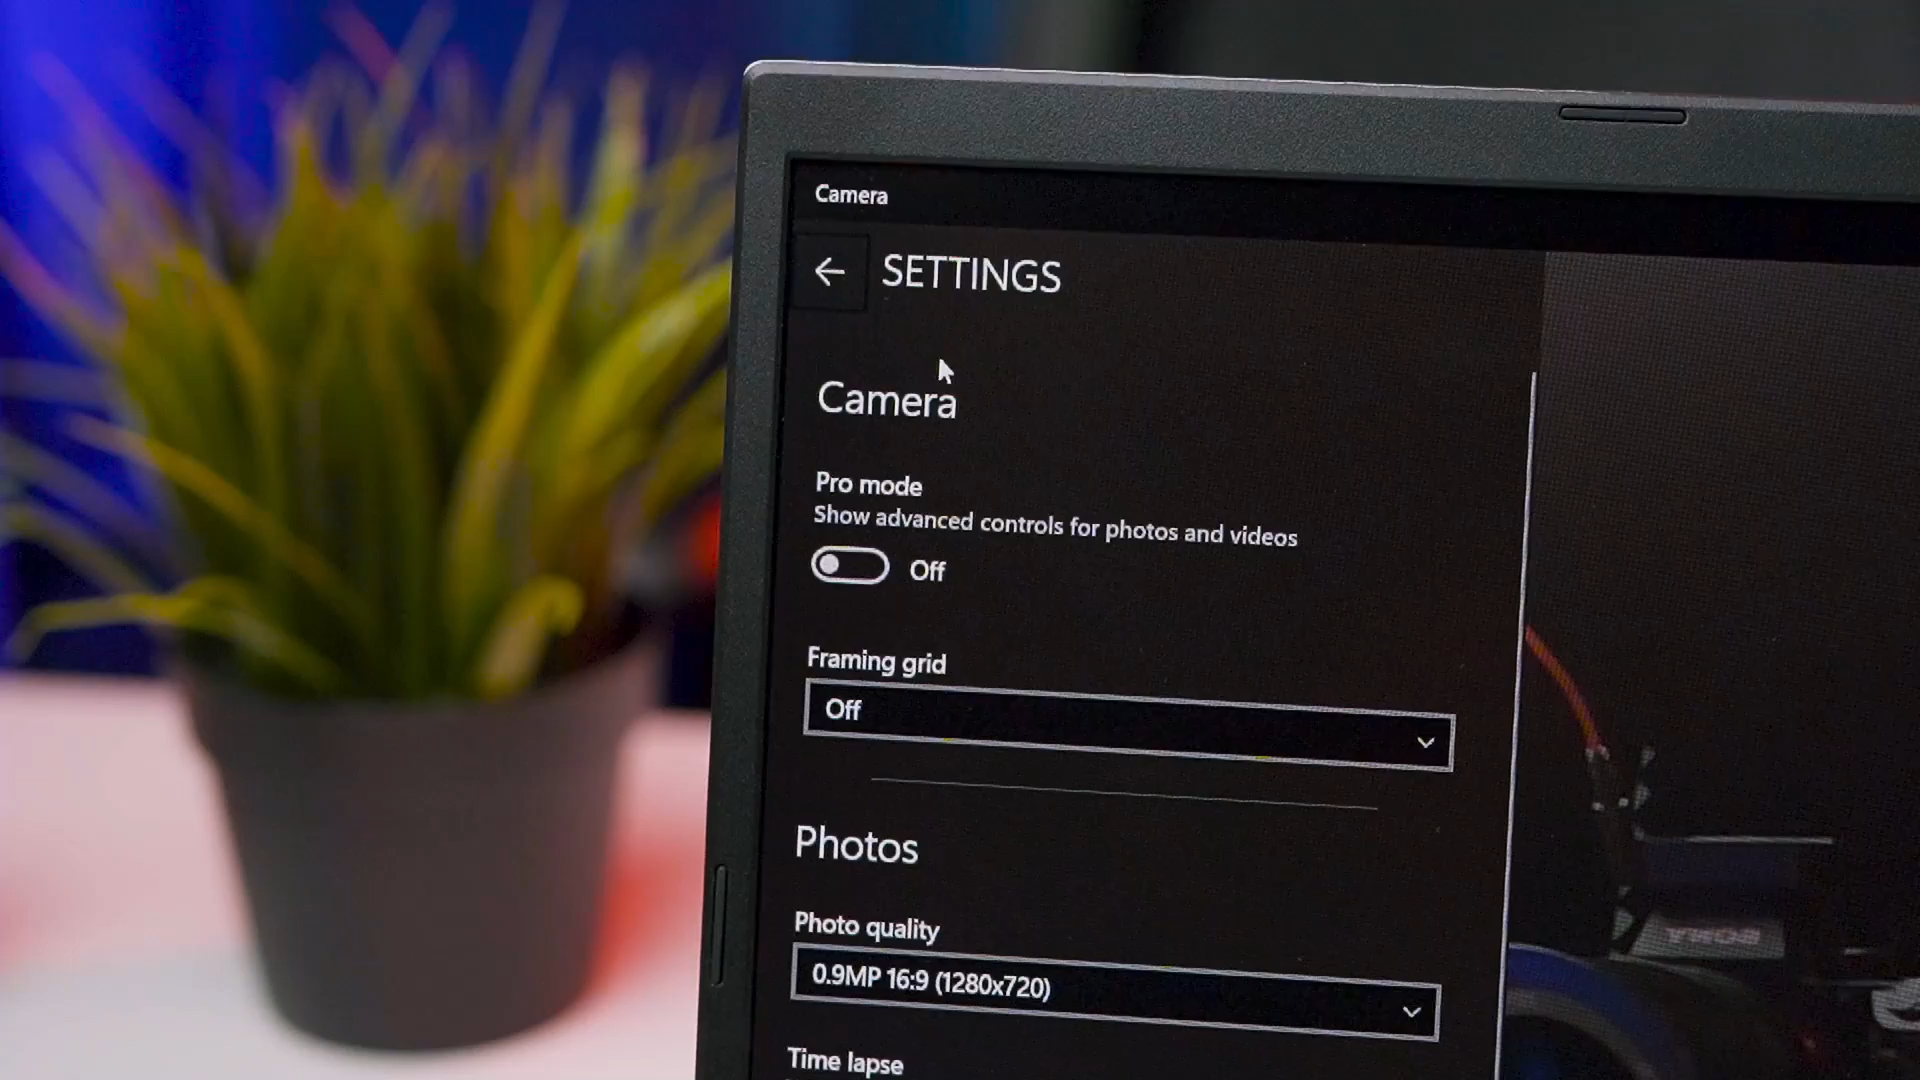 Camera
SETTINGS
Camera
Pro mode
Show advanced controls for photos and videos
Off
Framing grid
Off
Photos
Photo quality
0.9MP 16:9 (1280x720)
Time lapse